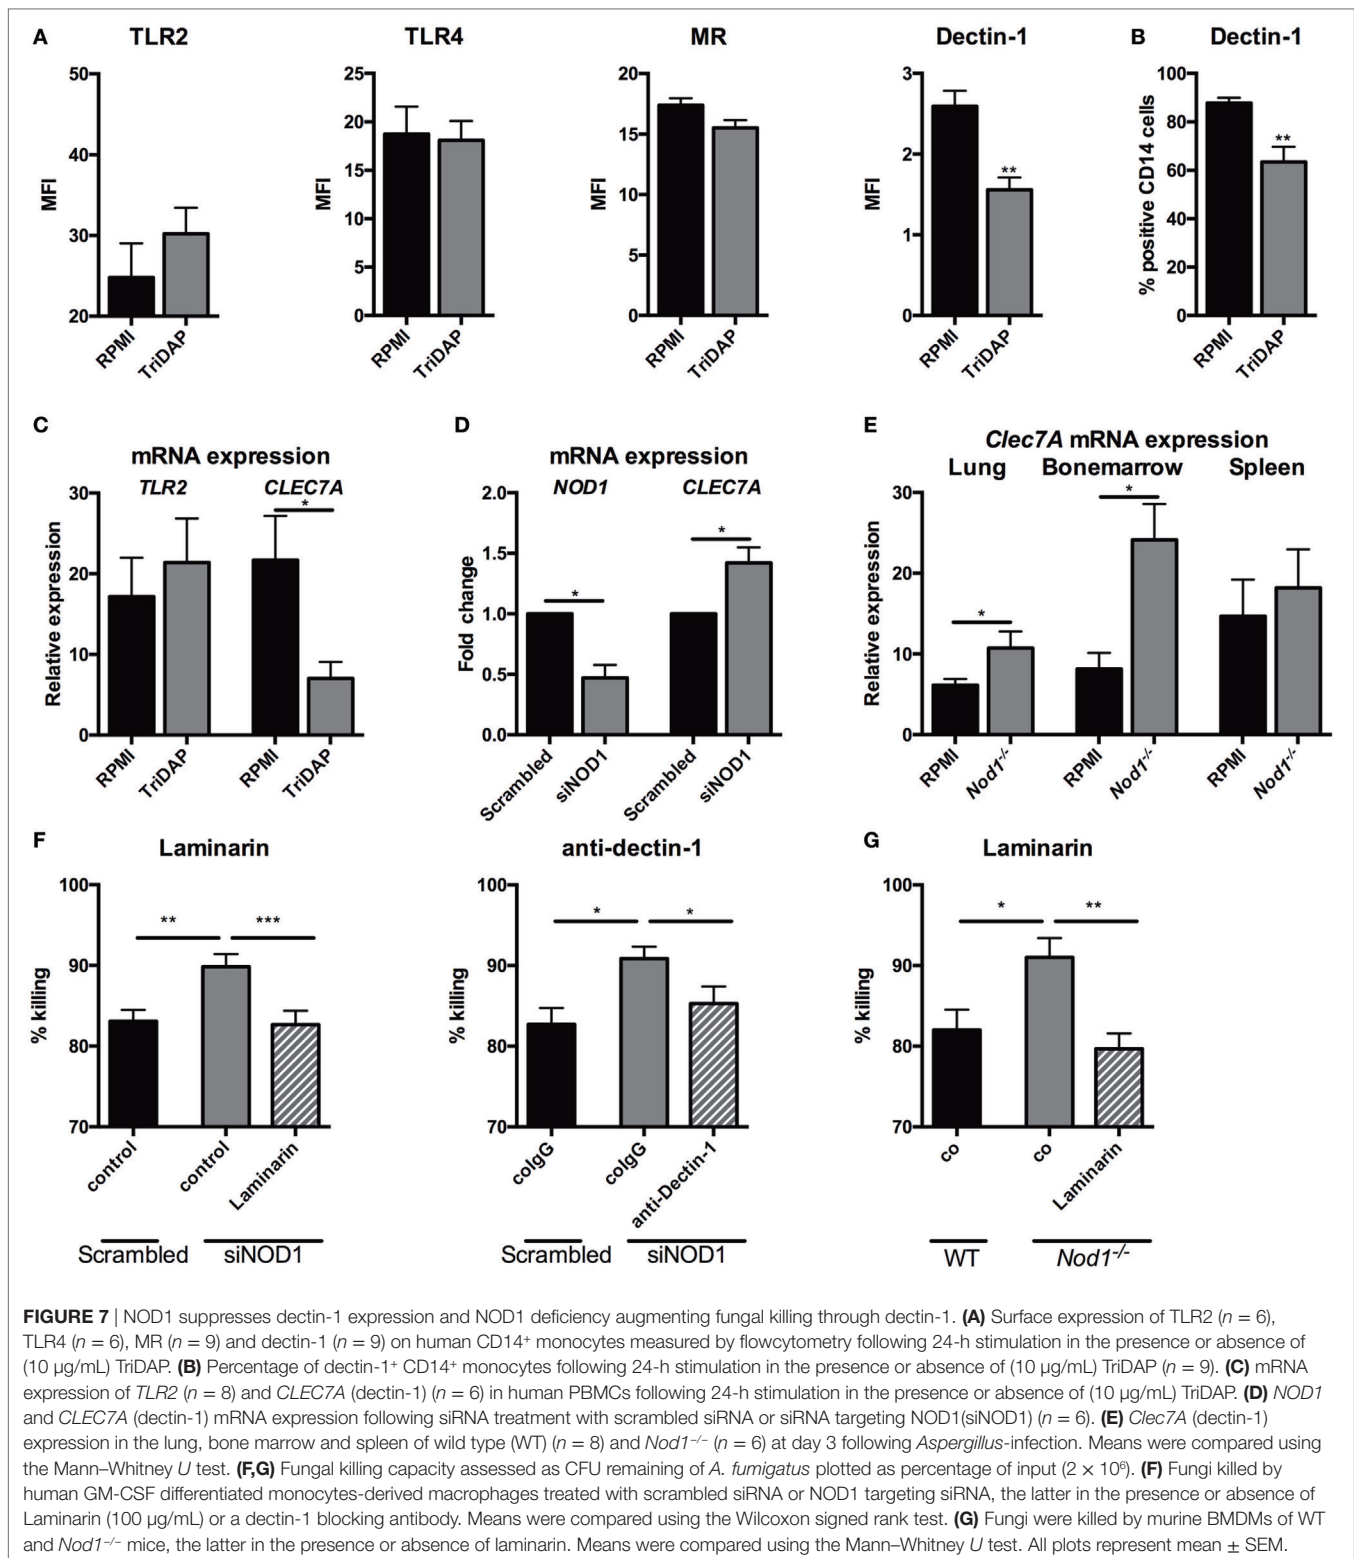 A
TLR2
TLR4
MR
Dectin-1
B
Dectin-1
50
40
30
20
MFI
RPMI
TriDAP
25
20
15
10
5
0
MFI
RPMI
TriDAP
20
15
10
5
0
MFI
RPMI
TriDAP
3
2
1
0
MFI
**
RPMI
TriDAP
100
80
60
40
20
0
% positive CD14 cells
**
RPMI
TriDAP
C
mRNA expression
TLR2
CLEC7A
*
30
20
10
0
Relative expression
RPMI
TriDAP
RPMI
TriDAP
D
mRNA expression
NOD1
CLEC7A
2.0
1.5
1.0
0.5
0.0
Fold change
*
*
Scrambled
siNOD1
Scrambled
siNOD1
E
Clec7A mRNA expression
Lung
Bonemarrow
Spleen
30
20
10
0
Relative expression
*
*
RPMI
Nod1-/-
RPMI
Nod1-/-
RPMI
Nod1-/-
F
Laminarin
100
90
80
70
% killing
**
***
control
control
Laminarin
Scrambled
siNOD1
anti-dectin-1
100
90
80
70
% killing
*
*
coIgG
coIgG
anti-Dectin-1
Scrambled
siNOD1
G
Laminarin
100
90
80
70
% killing
*
**
co
co
Laminarin
WT
Nod1-/-
FIGURE 7 | NOD1 suppresses dectin-1 expression and NOD1 deficiency augmenting fungal killing through dectin-1. (A) Surface expression of TLR2 (n = 6),
TLR4 (n = 6), MR (n = 9) and dectin-1 (n = 9) on human CD14+ monocytes measured by flowcytometry following 24-h stimulation in the presence or absence of
(10 µg/mL) TriDAP. (B) Percentage of dectin-1+ CD14+ monocytes following 24-h stimulation in the presence or absence of (10 µg/mL) TriDAP (n = 9). (C) mRNA
expression of TLR2 (n = 8) and CLEC7A (dectin-1) (n = 6) in human PBMCs following 24-h stimulation in the presence or absence of (10 µg/mL) TriDAP. (D) NOD1
and CLEC7A (dectin-1) mRNA expression following siRNA treatment with scrambled siRNA or siRNA targeting NOD1(siNOD1) (n = 6). (E) Clec7A (dectin-1)
expression in the lung, bone marrow and spleen of wild type (WT) (n = 8) and Nod1−/− (n = 6) at day 3 following Aspergillus-infection. Means were compared using
the Mann–Whitney U test. (F,G) Fungal killing capacity assessed as CFU remaining of A. fumigatus plotted as percentage of input (2 × 10⁶). (F) Fungi killed by
human GM-CSF differentiated monocytes-derived macrophages treated with scrambled siRNA or NOD1 targeting siRNA, the latter in the presence or absence of
Laminarin (100 µg/mL) or a dectin-1 blocking antibody. Means were compared using the Wilcoxon signed rank test. (G) Fungi were killed by murine BMDMs of WT
and Nod1−/− mice, the latter in the presence or absence of laminarin. Means were compared using the Mann–Whitney U test. All plots represent mean ± SEM.